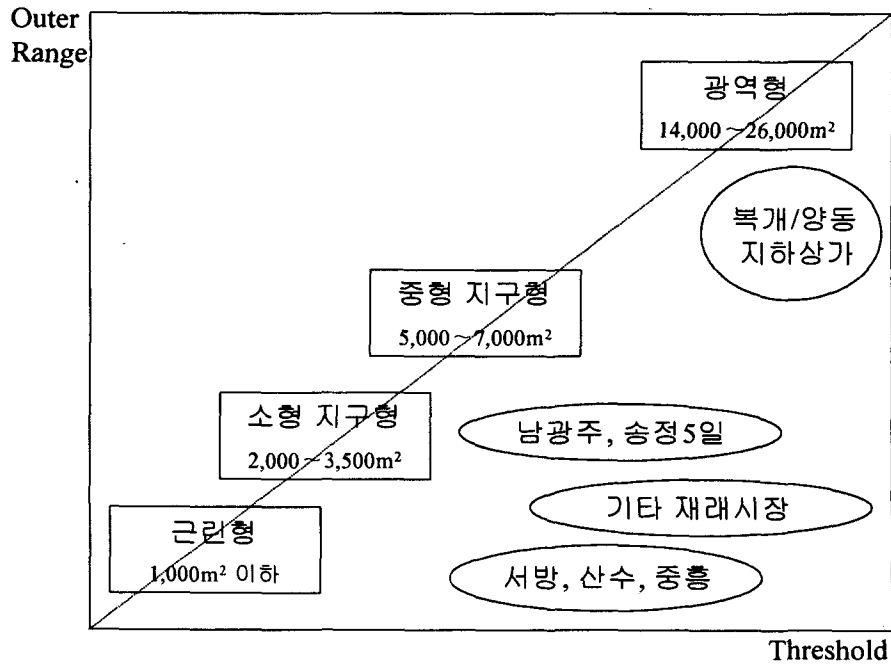 Outer
Range
광역형
14,000～26,000m²
복개/양동
지하상가
중형 지구형
5,000～7,000m²
소형 지구형
2,000～3,500m²
남광주, 송정5일
기타 재래시장
근린형
1,000m² 이하
서방, 산수, 중흥
Threshold